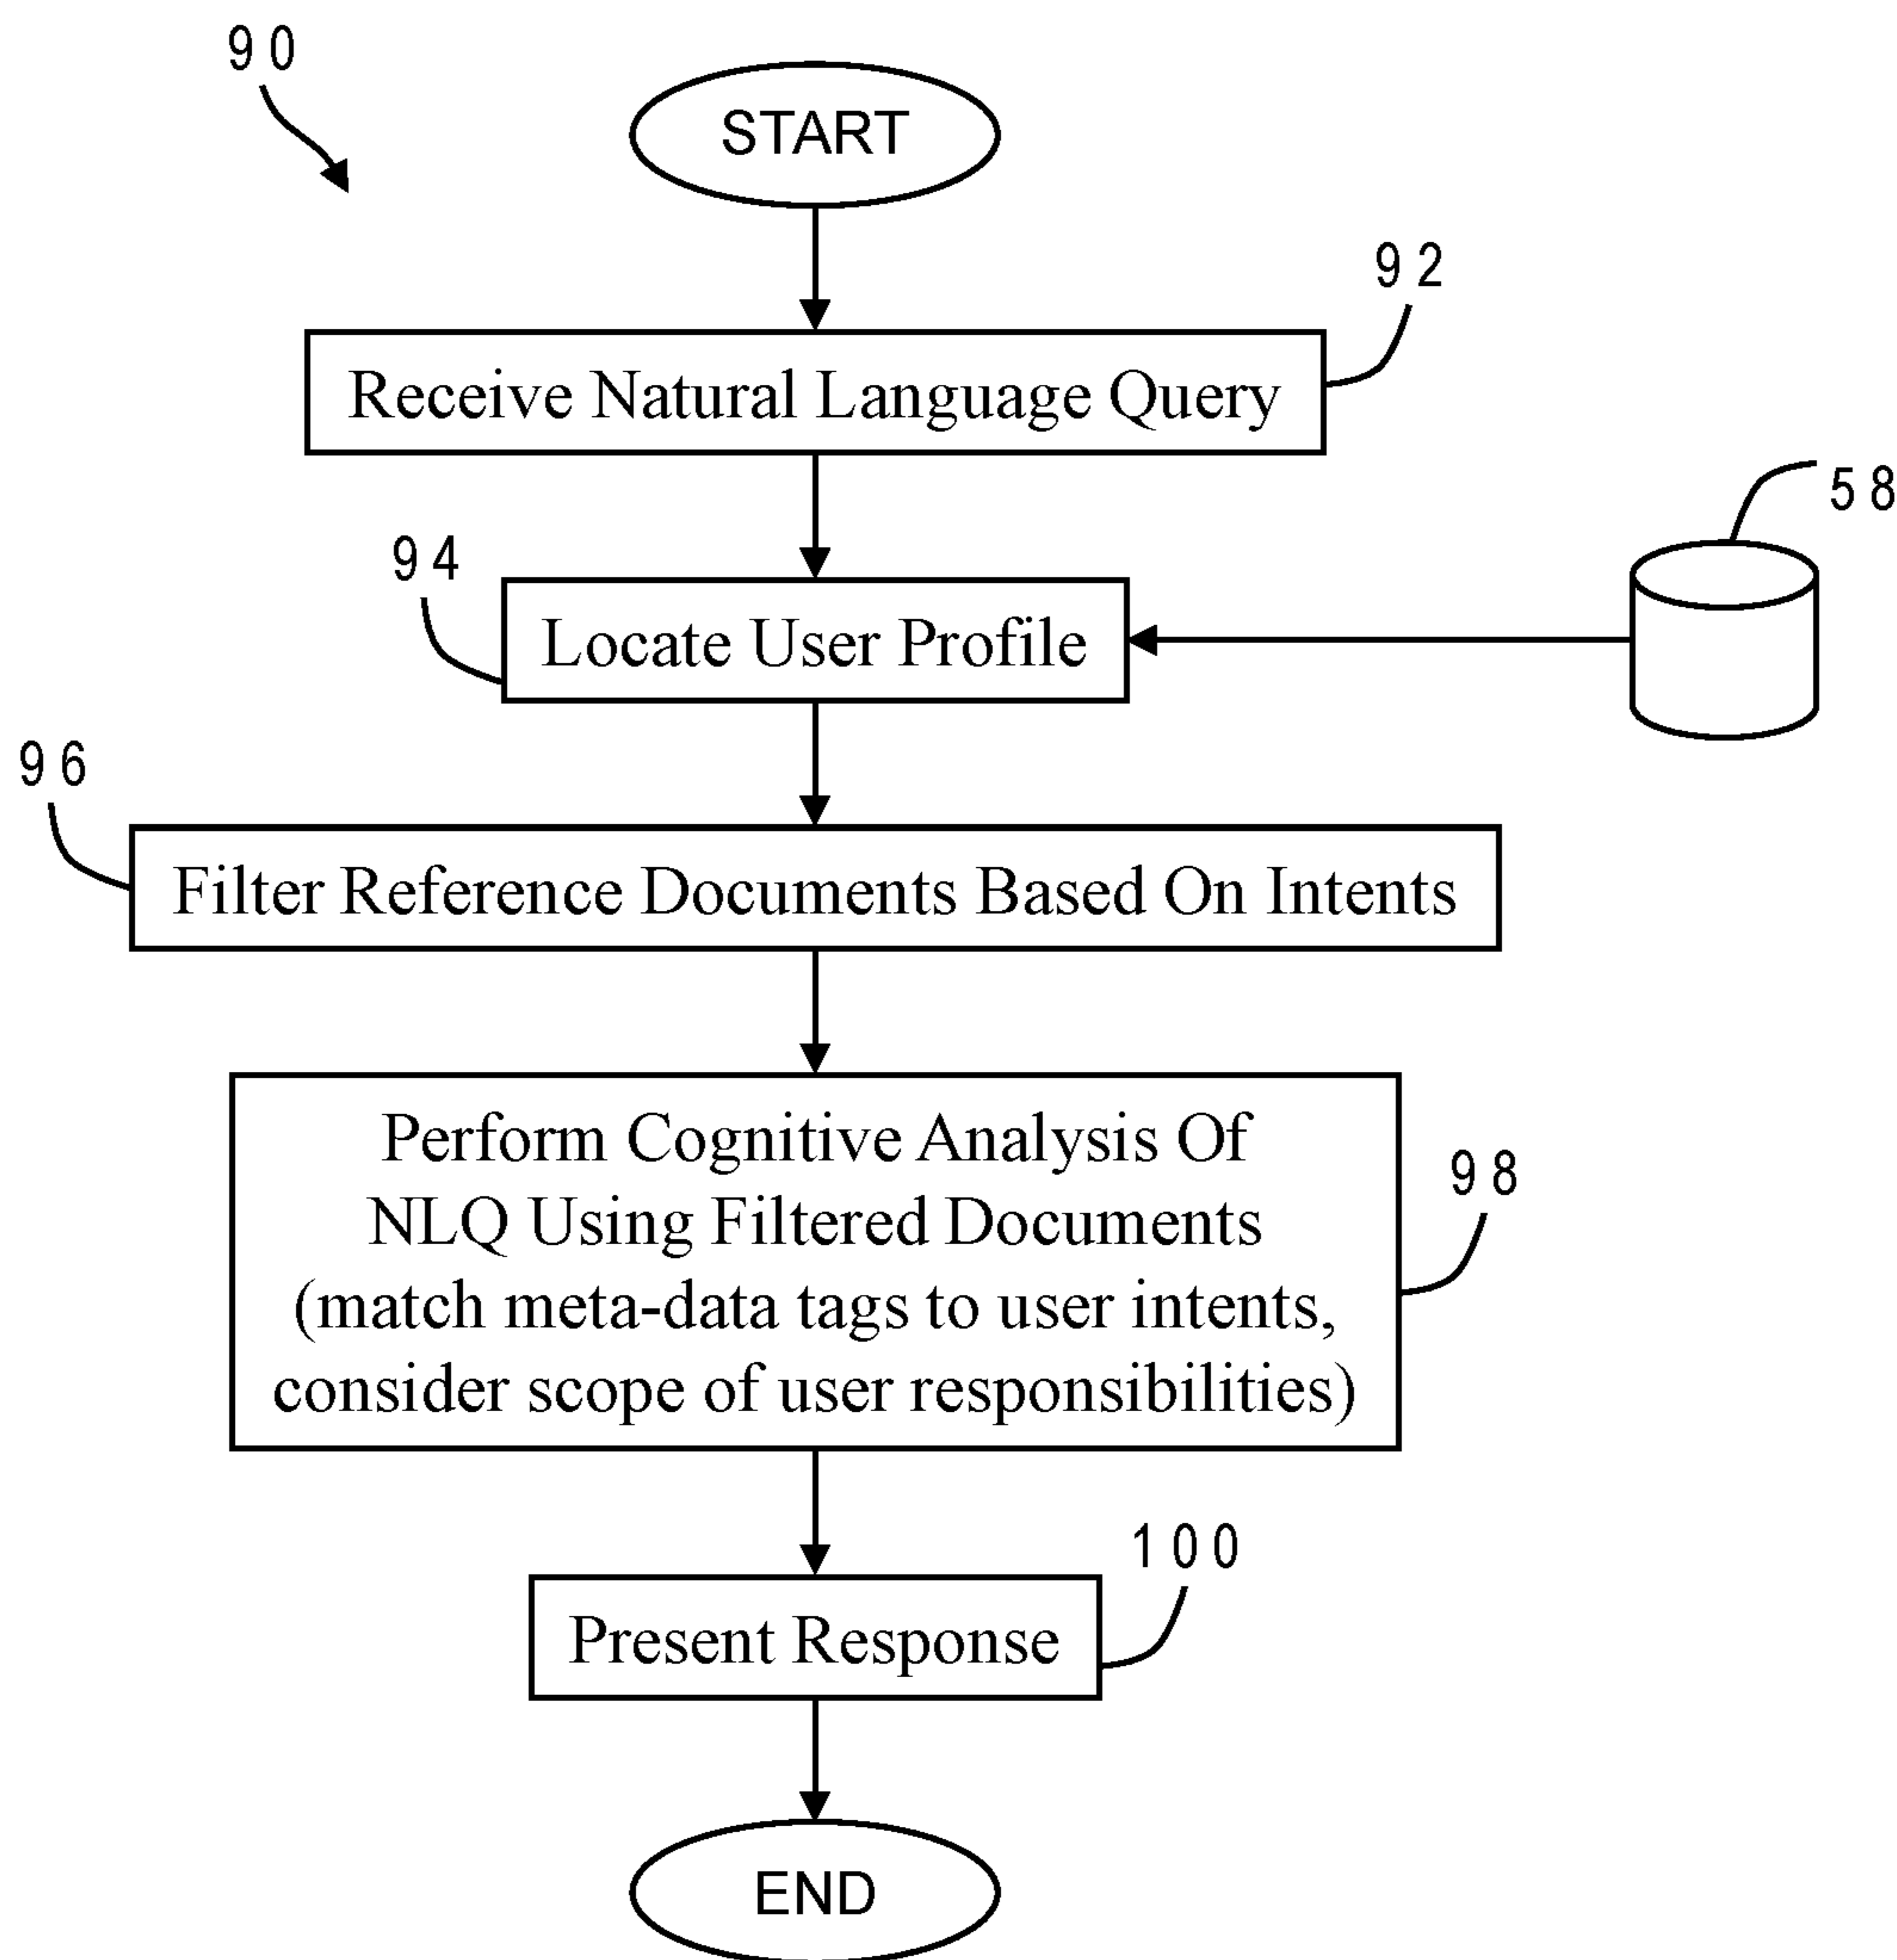 90
START
92
Receive Natural Language Query
58
94
Locate User Profile
96
Filter Reference Documents Based On Intents
Perform Cognitive Analysis Of
NLQ Using Filtered Documents
(match meta-data tags to user intents,
consider scope of user responsibilities)
98
100
Present Response
END